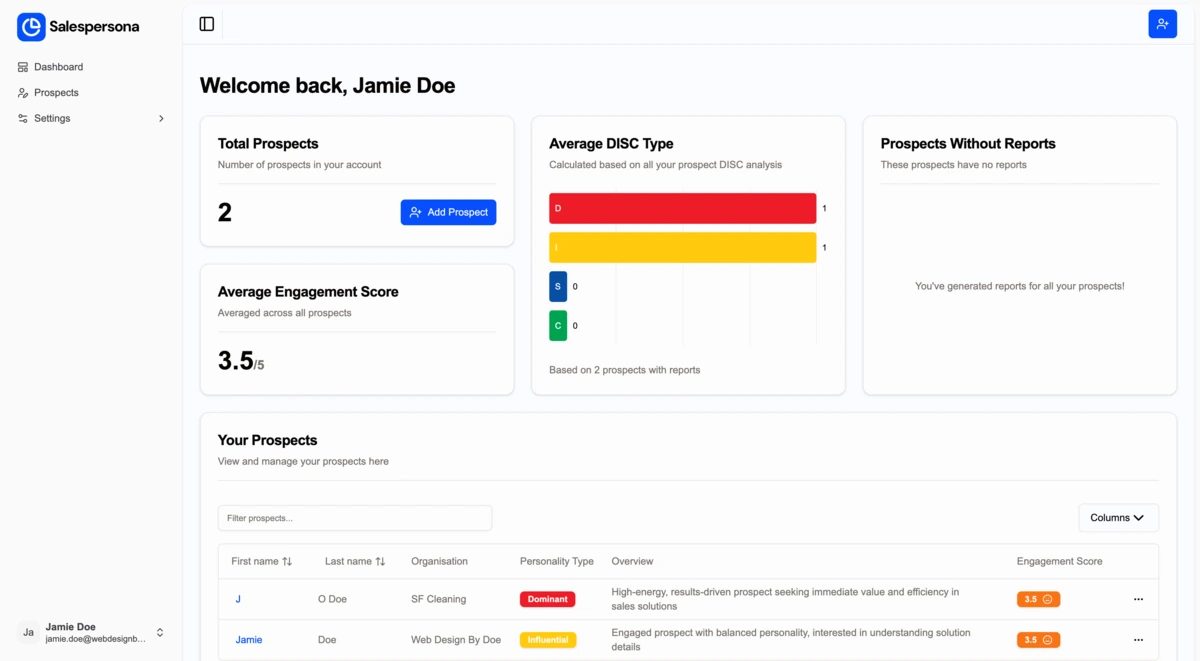 Salespersona
Dashboard
Prospects
Settings
Welcome back, Jamie Doe
Total Prospects
Number of prospects in your account
2
Add Prospect
Average Engagement Score
Averaged across all prospects
3.5/5
Average DISC Type
Calculated based on all your prospect DISC analysis
D 1
I 1
S 0
C 0
Based on 2 prospects with reports
Prospects Without Reports
These prospects have no reports
You've generated reports for all your prospects!
Your Prospects
View and manage your prospects here
Filter prospects...
Columns
First name Last name Organisation Personality Type Overview Engagement Score
J O Doe SF Cleaning Dominant High-energy, results-driven prospect seeking immediate value and efficiency in 3.5
sales solutions
Jamie Doe Web Design By Doe Influential Engaged prospect with balanced personality, interested in understanding solution 3.5
details
Ja
Jamie Doe
jamie.doe@webdesignb...